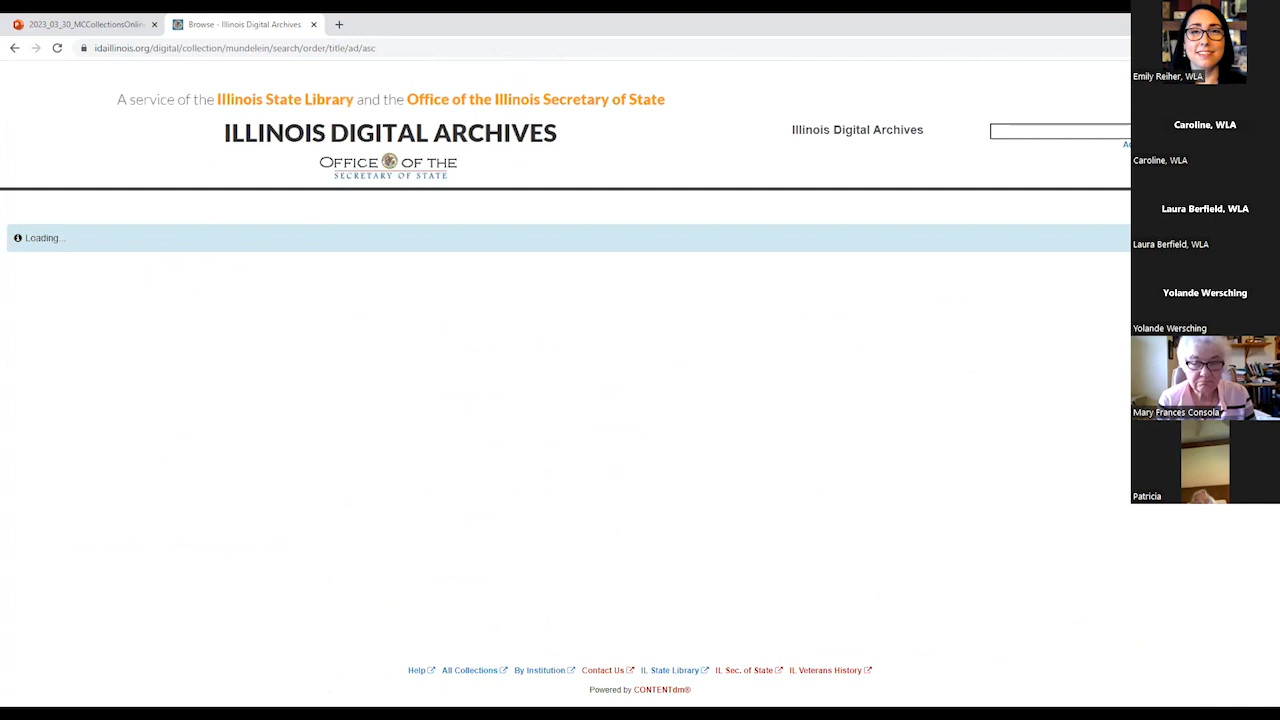 2023_03_30_MCCollectionsOnlin
Browse - Illinois Digital Archives
idaillinois.org/digital/collection/mundelein/search/order/title/ad/asc
A service of the Illinois State Library and the Office of the Illinois Secretary of State
ILLINOIS DIGITAL ARCHIVES
OFFICE OF THE
SECRETARY OF STATE
Illinois Digital Archives
Loading...
Help
All Collections
By Institution
Contact Us
IL State Library
IL Sec. of State
IL Veterans History
Powered by CONTENTdm®
Emily Reiher, WLA
Caroline, WLA
Caroline, WLA
Laura Berfield, WLA
Laura Berfield, WLA
Yolande Wersching
Yolande Wersching
Mary Frances Consola
Patricia